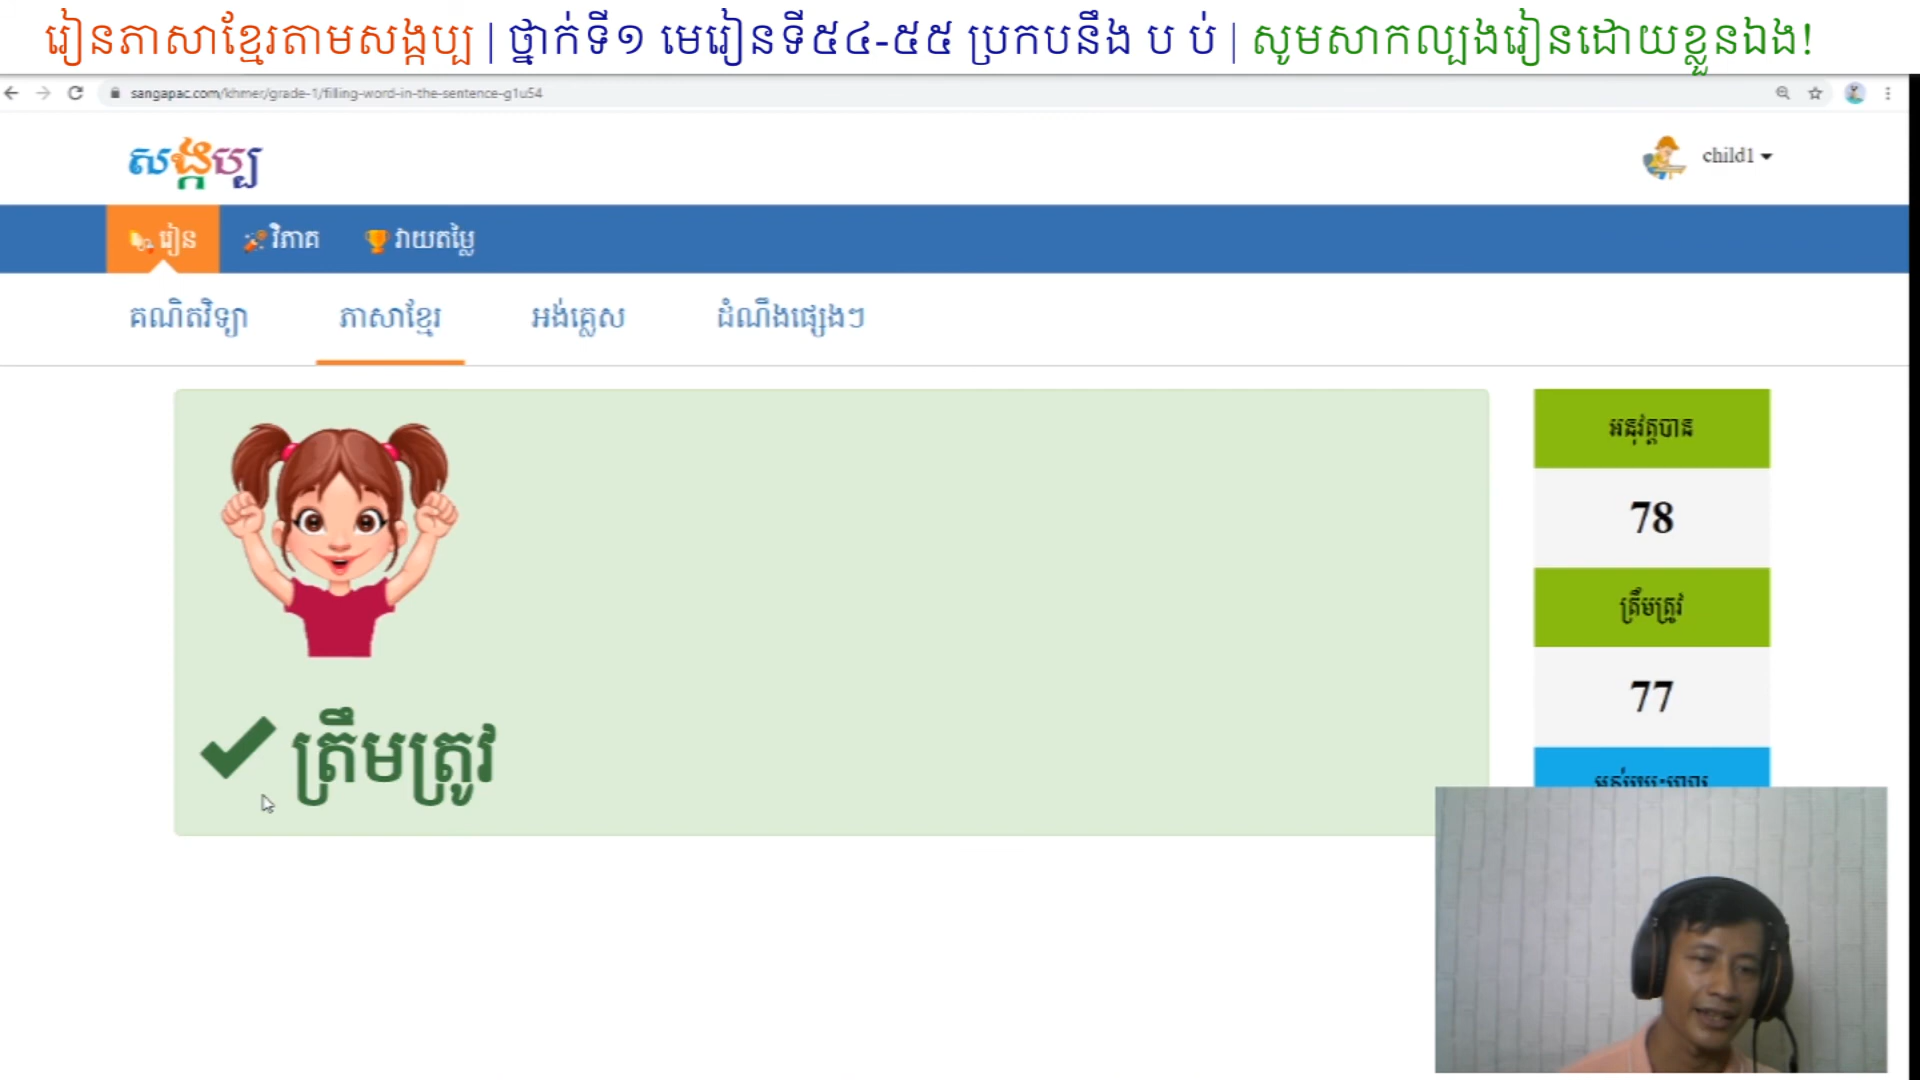 រៀនភាសាខ្មែរតាមសង្កប្ប | ថ្នាក់ទី១ មេរៀនទី៥៤-៥៥ ប្រកបនឹង ប ប់ | សូមសាកល្បងរៀនដោយខ្លួនឯង!
sangapac.com/khmer/grade-1/filling-word-in-the-sentence-g1u54
សង្កប្ប
child1
រៀន វិភាគ វាយតម្លៃ
គណិតវិទ្យា ភាសាខ្មែរ អង់គ្លេស ដំណឹងផ្សេងៗ
អនុវត្តបាន
78
ត្រឹមត្រូវ
77
ត្រឹមត្រូវ